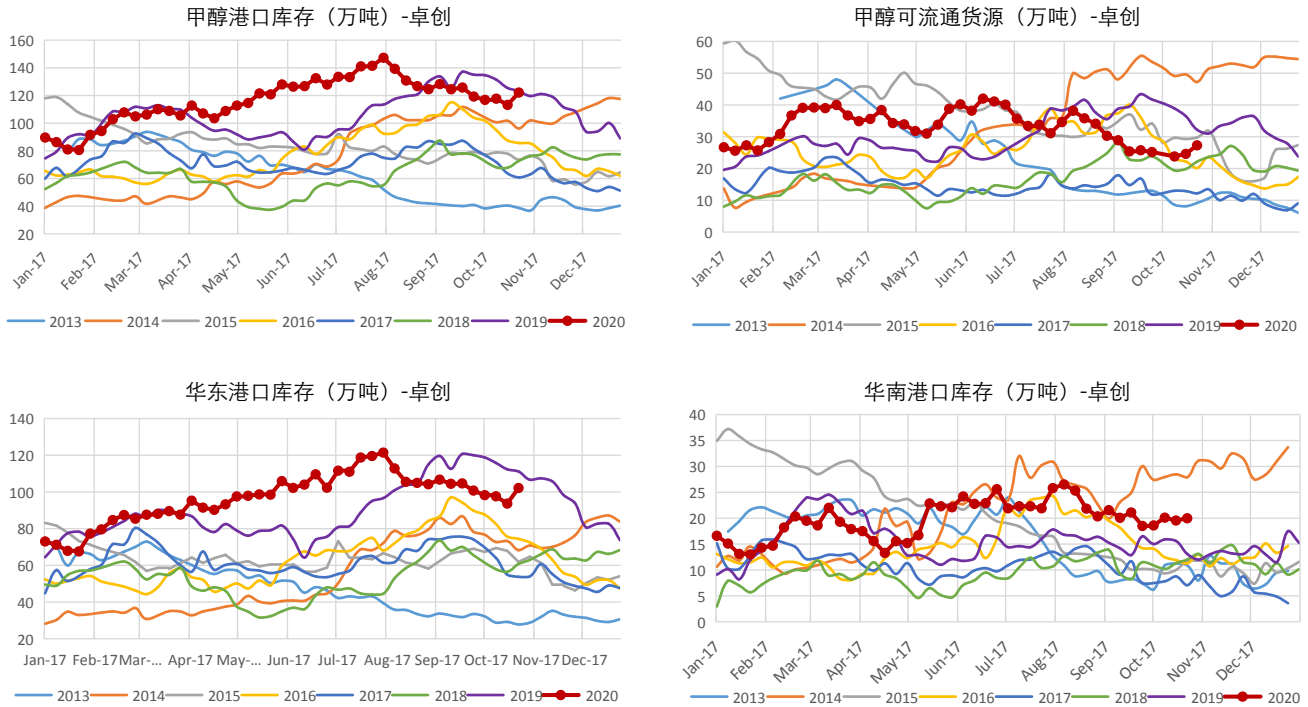 甲醇港口库存（万吨）-卓创
160
140
120
100
80
60
40
20
Jan-17 Feb-17 Mar-17 Apr-17 May-17 Jun-17 Jul-17 Aug-17 Sep-17 Oct-17 Nov-17 Dec-17
2013 2014 2015 2016 2017 2018 2019 2020
甲醇可流通货源（万吨）-卓创
60
50
40
30
20
10
0
Jan-17 Feb-17 Mar-17 Apr-17 May-17 Jun-17 Jul-17 Aug-17 Sep-17 Oct-17 Nov-17 Dec-17
2013 2014 2015 2016 2017 2018 2019 2020
华东港口库存（万吨）-卓创
140
120
100
80
60
40
20
Jan-17 Feb-17 Mar-... Apr-17 May-... Jun-17 Jul-17 Aug-17 Sep-17 Oct-17 Nov-17 Dec-17
2013 2014 2015 2016 2017 2018 2019 2020
华南港口库存（万吨）-卓创
40
35
30
25
20
15
10
5
0
Jan-17 Feb-17 Mar-17 Apr-17 May-17 Jun-17 Jul-17 Aug-17 Sep-17 Oct-17 Nov-17 Dec-17
2013 2014 2015 2016 2017 2018 2019 2020